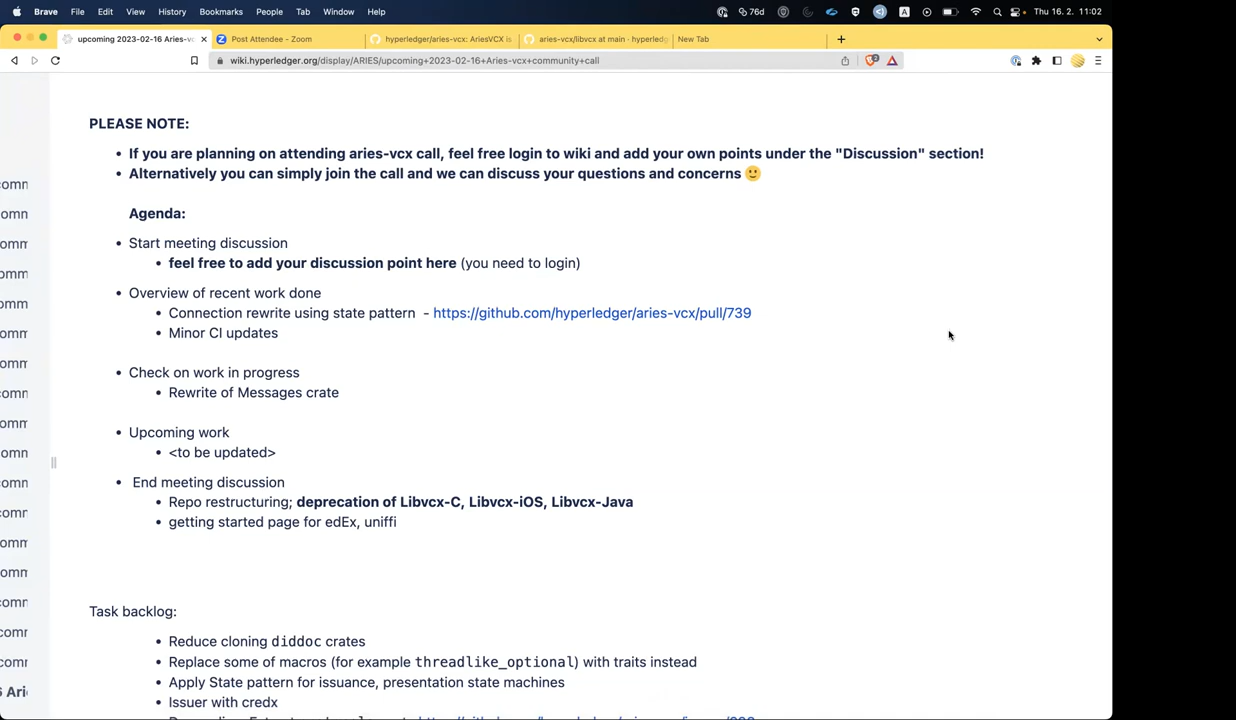 Brave File Edit View History Bookmarks People Tab Window Help 76d A Thu 16. 2. 11:02
upcoming 2023-02-16 Aries-v Post Attendee - Zoom hyperledger/aries-vcx: AriesVCX is aries-vcx/libvcx at main · hyperledg New Tab
wiki.hyperledger.org/display/ARIES/upcoming+2023-02-16+Aries-vcx+community+call 2
PLEASE NOTE:
• If you are planning on attending aries-vcx call, feel free login to wiki and add your own points under the "Discussion" section!
• Alternatively you can simply join the call and we can discuss your questions and concerns 🙂
Agenda:
• Start meeting discussion
• feel free to add your discussion point here (you need to login)
• Overview of recent work done
• Connection rewrite using state pattern - https://github.com/hyperledger/aries-vcx/pull/739
• Minor CI updates
• Check on work in progress
• Rewrite of Messages crate
• Upcoming work
• <to be updated>
• End meeting discussion
• Repo restructuring; deprecation of Libvcx-C, Libvcx-iOS, Libvcx-Java
• getting started page for edEx, uniffi
Task backlog:
• Reduce cloning diddoc crates
• Replace some of macros (for example threadlike_optional) with traits instead
• Apply State pattern for issuance, presentation state machines
• Issuer with credx